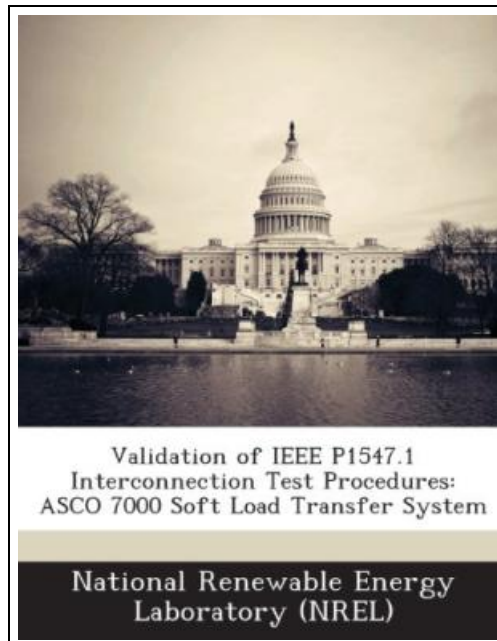 Validation of IEEE P1547.1
Interconnection Test Procedures:
ASCO 7000 Soft Load Transfer System
National Renewable Energy
Laboratory (NREL)